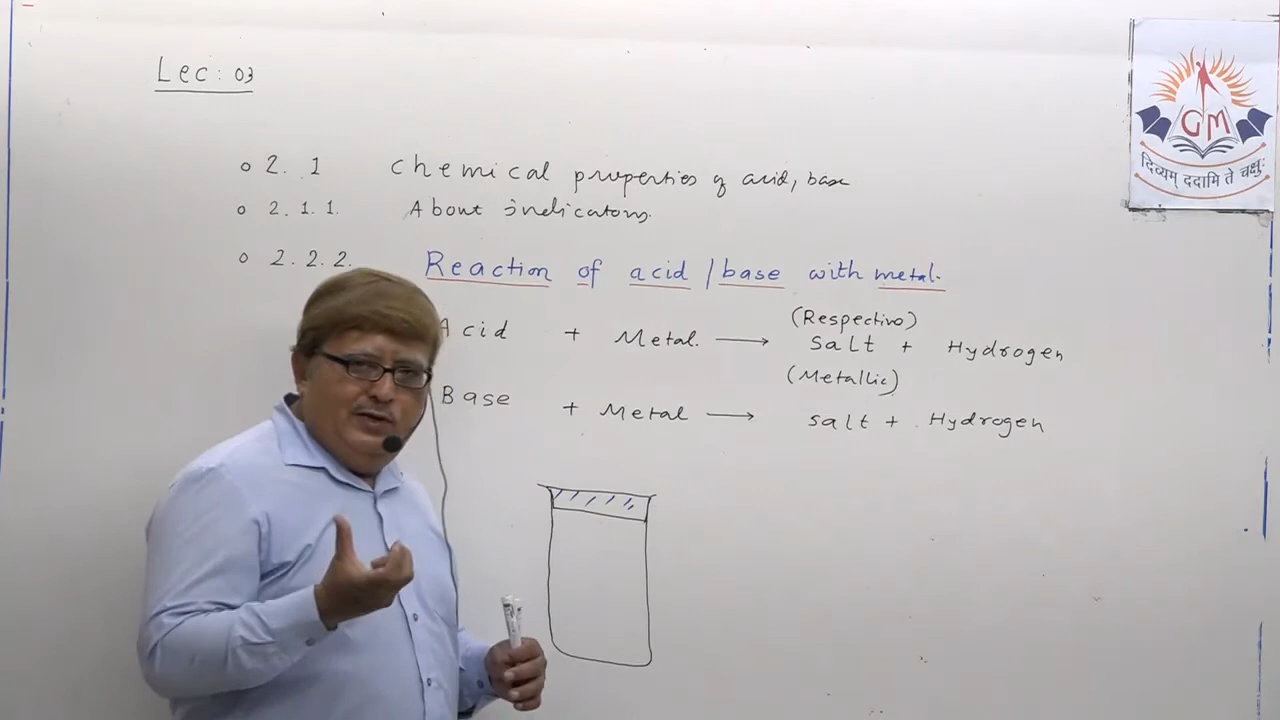 Lec: 03
2. 1 Chemical properties of acid, base
2. 1. 1. About indicators.
2. 2. 2. Reaction of acid / base with metal.
Acid + Metal. → (Respective) Salt + Hydrogen
Base + Metal → (Metallic) salt + Hydrogen
GM
दिव्यम् ददामि ते चक्षुः